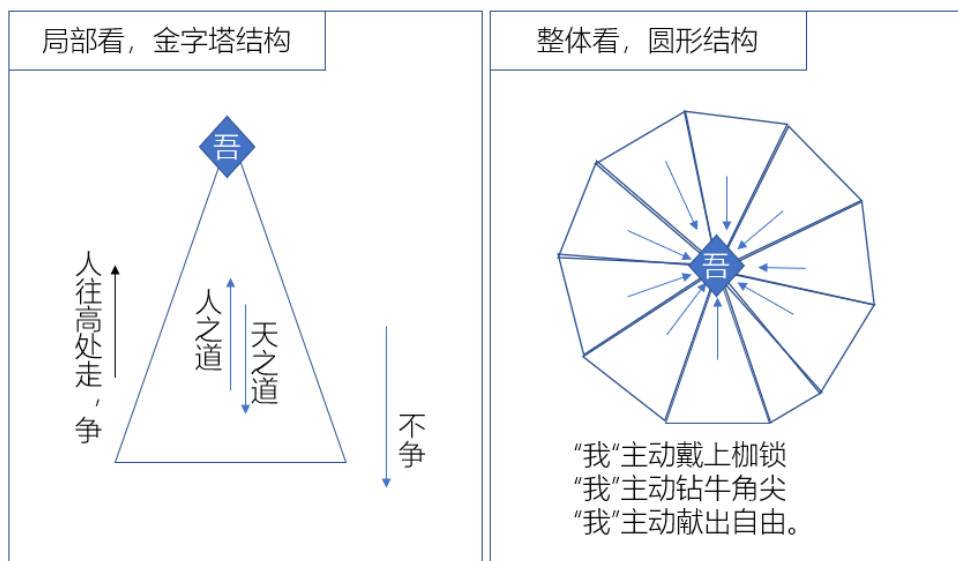 局部看，金字塔结构
吾
人往高处走，争
人之道
天之道
不争
整体看，圆形结构
吾
“我”主动戴上枷锁
“我”主动钻牛角尖
“我”主动献出自由。